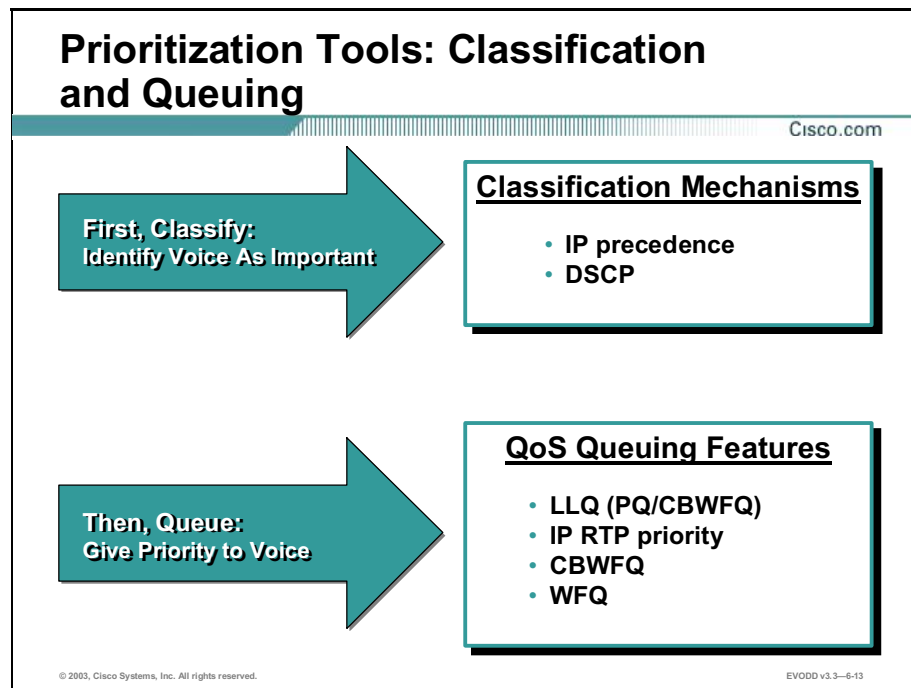 Prioritization Tools: Classification
and Queuing
Cisco.com
First, Classify:
Identify Voice As Important
Classification Mechanisms
• IP precedence
• DSCP
Then, Queue:
Give Priority to Voice
QoS Queuing Features
• LLQ (PQ/CBWFQ)
• IP RTP priority
• CBWFQ
• WFQ
© 2003, Cisco Systems, Inc. All rights reserved.
EVODD v3.3—6-13